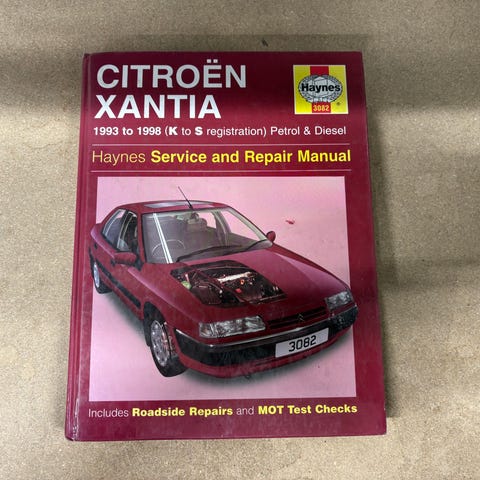 CITROËN
XANTIA
Haynes
3082
1993 to 1998 (K to S registration) Petrol & Diesel
Haynes Service and Repair Manual
3082
Includes Roadside Repairs and MOT Test Checks